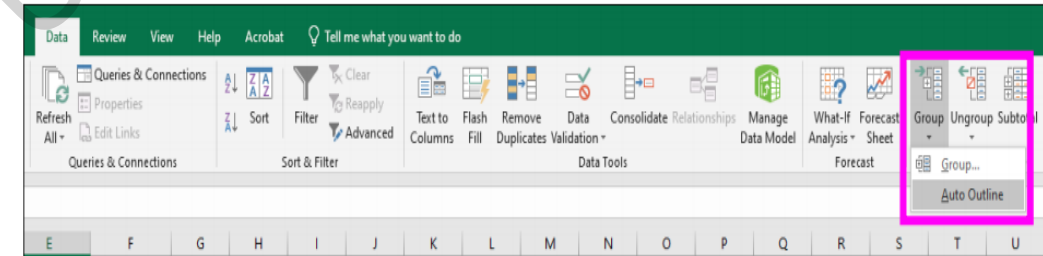 Data Review View Help Acrobat Tell me what you want to do
Refresh All
Queries & Connections
Properties
Edit Links
Queries & Connections
Sort
Filter
Clear
Reapply
Advanced
Sort & Filter
Text to Columns
Flash Fill
Remove Duplicates
Data Validation
Consolidate
Relationships
Manage Data Model
Data Tools
What-If Analysis
Forecast Sheet
Forecast
Group
Ungroup
Subtotal
Group...
Auto Outline
E F G H I J K L M N O P Q R S T U